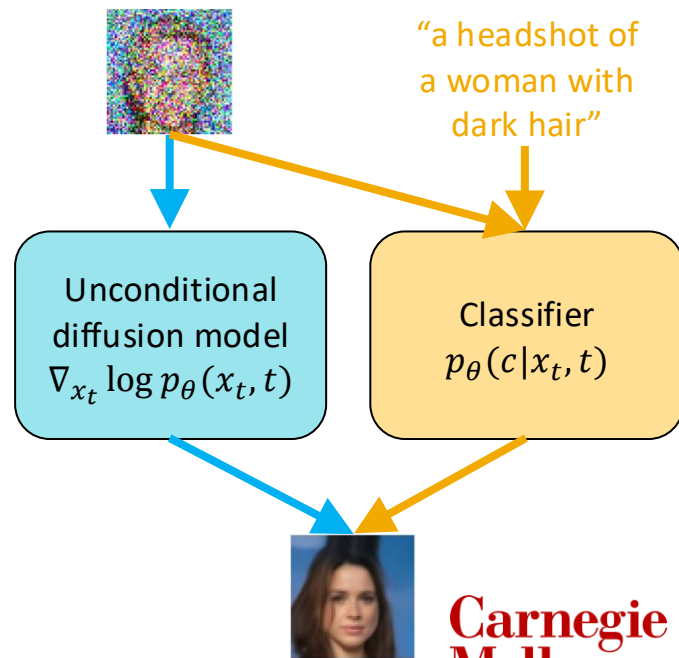 “a headshot of
a woman with
dark hair”
Unconditional
diffusion model
∇ₓₜ log pθ(xₜ, t)
Classifier
pθ(c|xₜ, t)
Carnegie